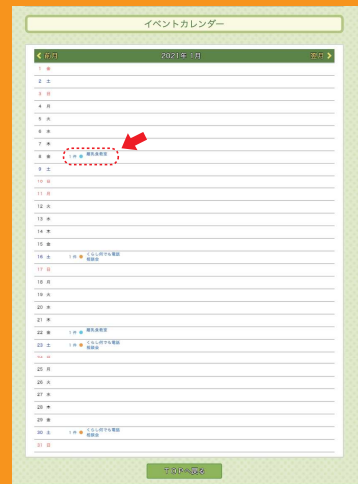 イベントカレンダー
前月 2021年 1月 翌月
1 金
2 土
3 日
4 月
5 火
6 水
7 木
8 金 1件 離乳食教室
9 土
10 日
11 月
12 火
13 水
14 木
15 金
16 土 1件 くらし何でも電話
相談会
17 日
18 月
19 火
20 水
21 木
22 金 1件 離乳食教室
23 土 1件 くらし何でも電話
相談会
25 月
26 火
27 水
28 木
29 金
30 土 1件 くらし何でも電話
相談会
31 日
TOPへ戻る